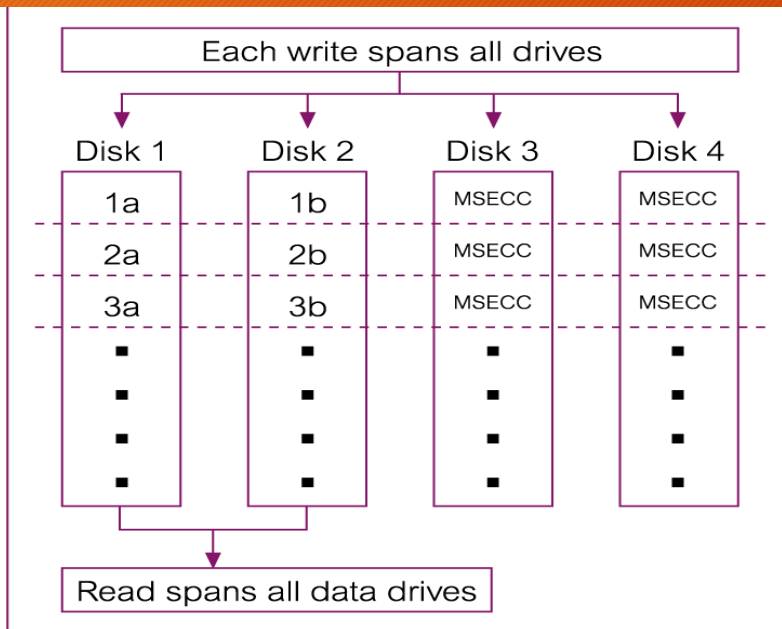 Each write spans all drives
Disk 1 Disk 2 Disk 3 Disk 4
1a 1b MSECC MSECC
2a 2b MSECC MSECC
3a 3b MSECC MSECC
Read spans all data drives